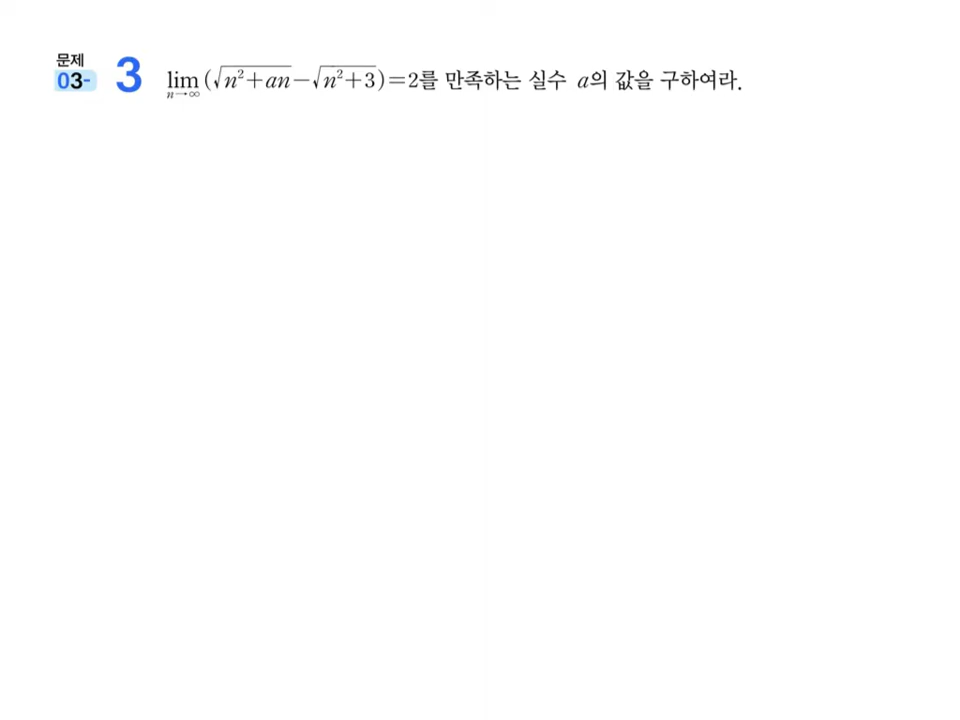 문제
03- 3 lim (√n²+an−√n²+3)=2를 만족하는 실수 a의 값을 구하여라.
n→∞